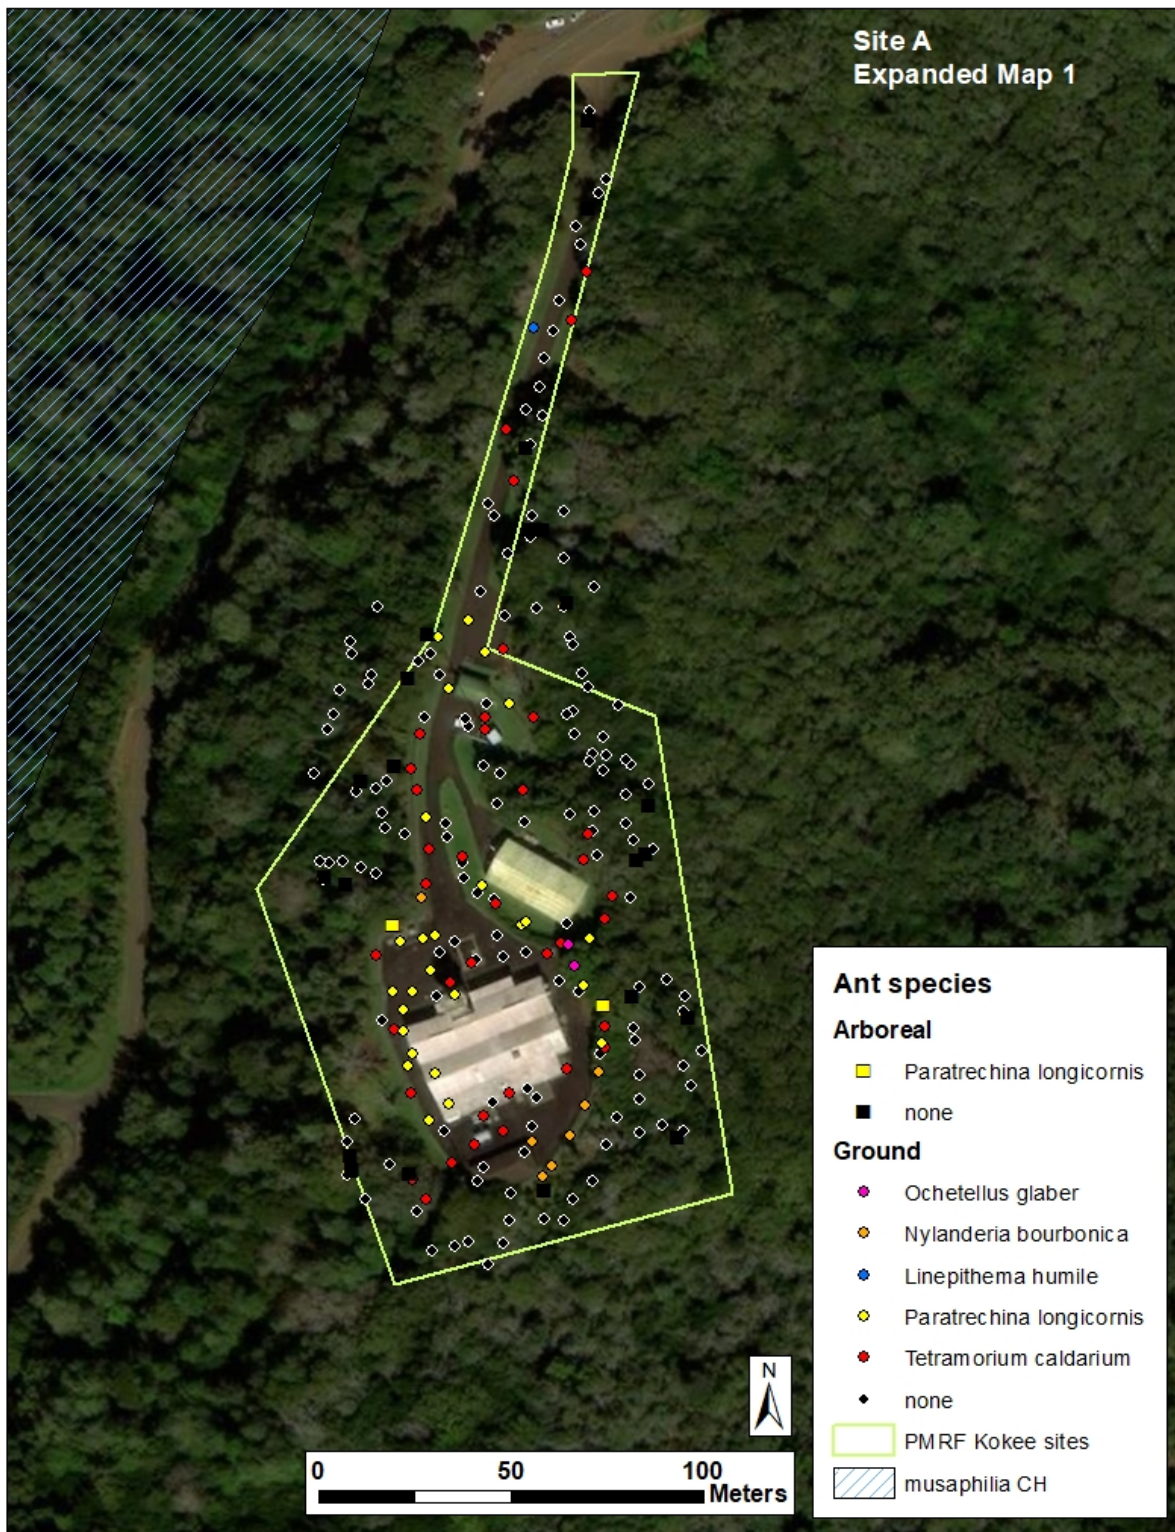 Site A
Expanded Map 1
Ant species
Arboreal
Paratrechina longicornis
none
Ground
Ochetellus glaber
Nylanderia bourbonica
Linepithema humile
Paratrechina longicornis
Tetramorium caldarium
none
PMRF Kokee sites
musaphilia CH
N
0 50 100
Meters